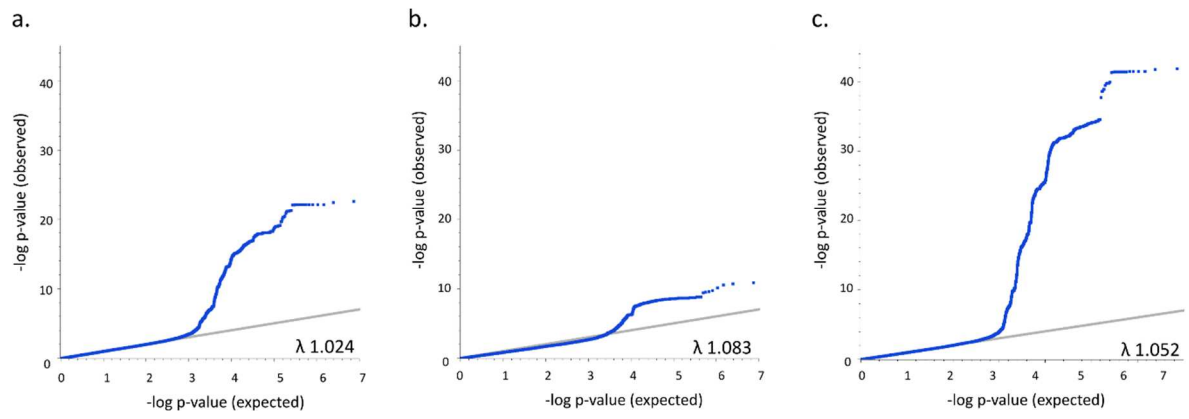 a.
b.
c.
-log p-value (observed)
40
30
20
10
0
λ 1.024
0 1 2 3 4 5 6 7
-log p-value (expected)
-log p-value (observed)
40
30
20
10
0
λ 1.083
0 1 2 3 4 5 6 7
-log p-value (expected)
-log p-value (observed)
40
30
20
10
0
λ 1.052
0 1 2 3 4 5 6 7
-log p-value (expected)